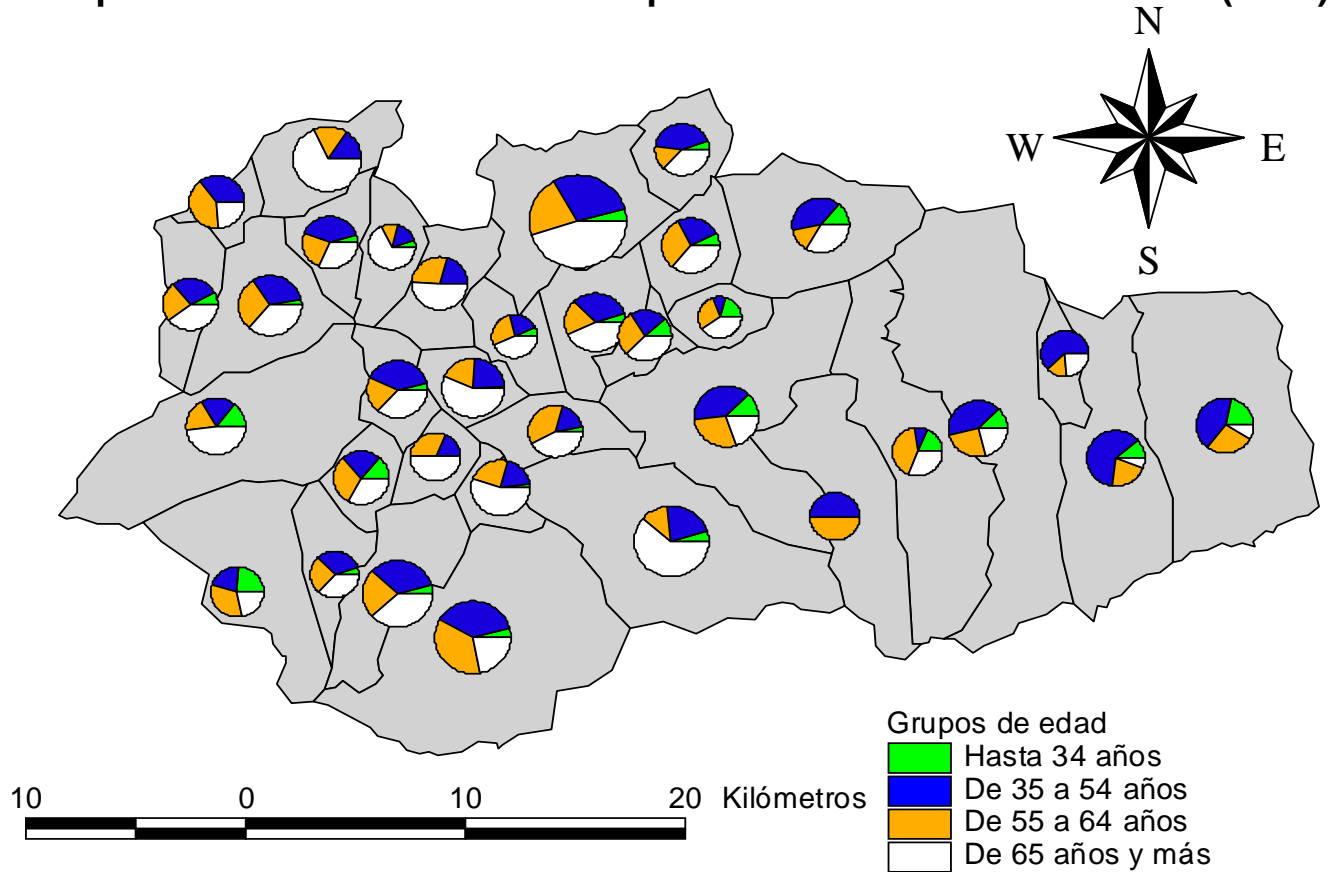 N
W E
S
Grupos de edad
Hasta 34 años
De 35 a 54 años
De 55 a 64 años
De 65 años y más
10 0 10 20 Kilómetros